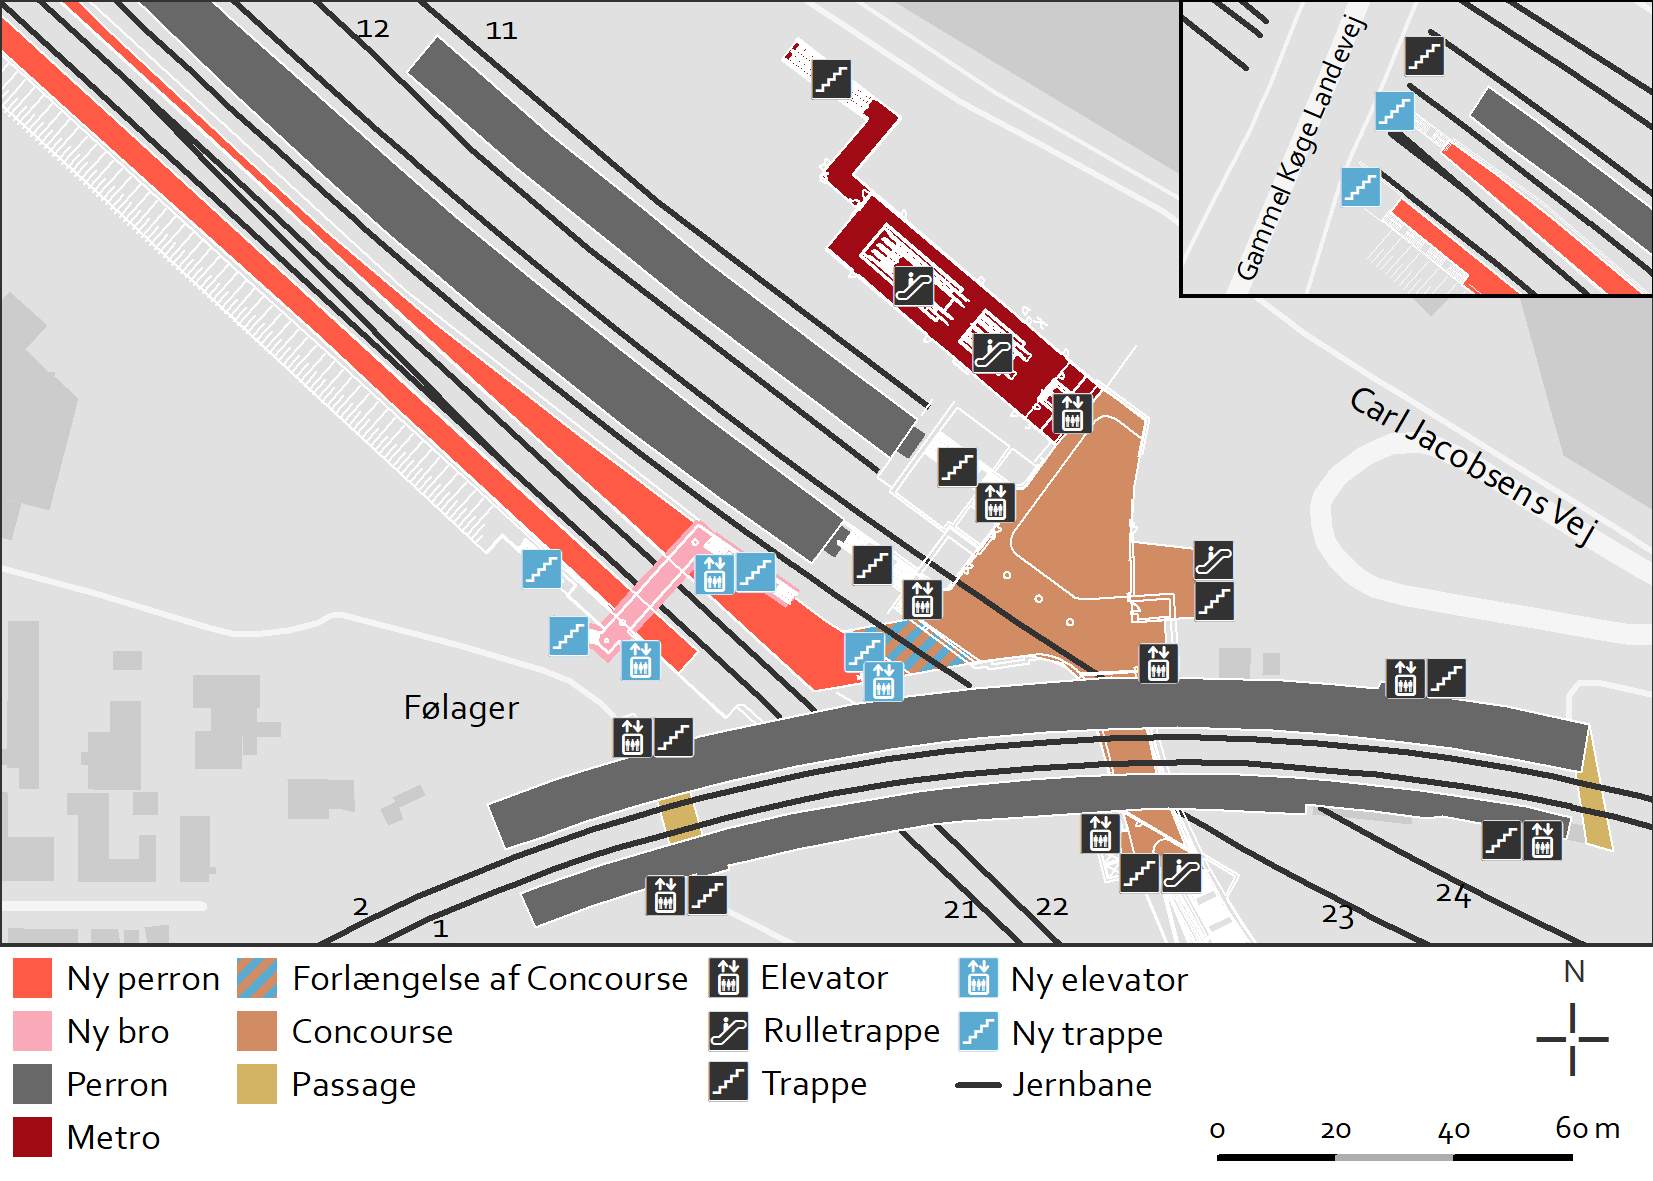 12
11
Gammel Køge Landevej
Carl Jacobsens Vej
Følager
2
1
21
22
23
24
Ny perron
Forlængelse af Concourse
Elevator
Ny elevator
N
Ny bro
Concourse
Rulletrappe
Ny trappe
Perron
Passage
Trappe
Jernbane
Metro
0 20 40 60 m